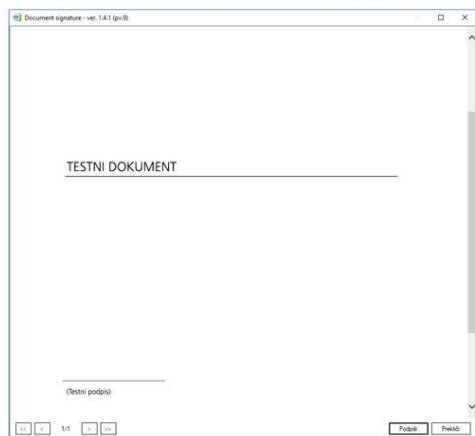 Document signature - ver. 1.4.1 (pv.9)
TESTNI DOKUMENT
(Testni podpis)
<< < 1/1 > >>
Podpiši Prekliči